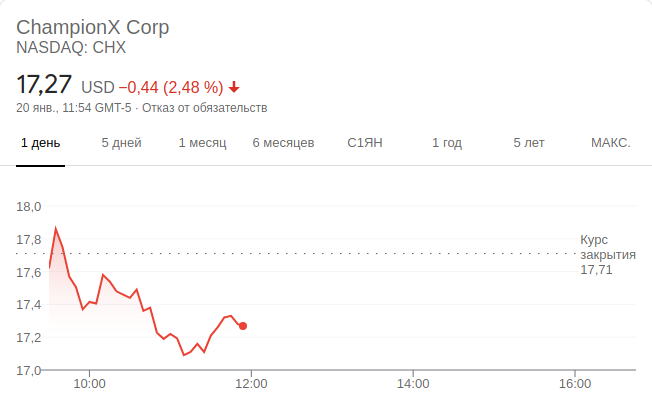 ChampionX Corp
NASDAQ: CHX
17,27 USD −0,44 (2,48 %)
20 янв., 11:54 GMT-5 · Отказ от обязательств
1 день 5 дней 1 месяц 6 месяцев С1ЯН 1 год 5 лет МАКС.
18,0
17,8
Курс
закрытия
17,71
17,6
17,4
17,2
17,0
10:00 12:00 14:00 16:00